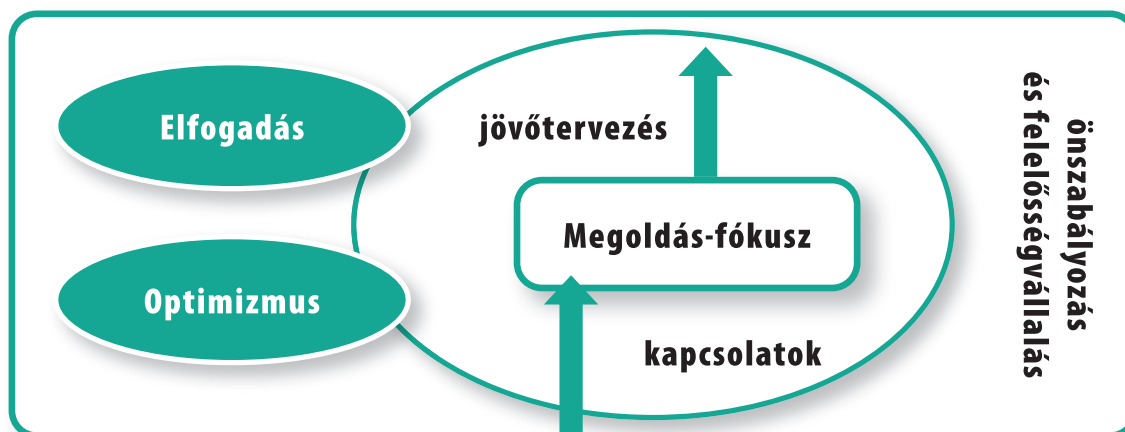 Elfogadás
jövőtervezés
Megoldás-fókusz
Optimizmus
kapcsolatok
önszabályozás
és felelősségvállalás